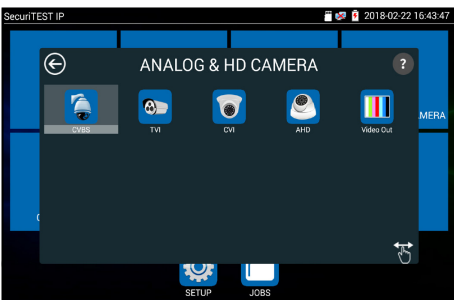 SecuriTEST IP
2018-02-22 16:43:47
ANALOG & HD CAMERA
?
CVBS
TVI
CVI
AHD
Video Out
MERA
SETUP
JOBS